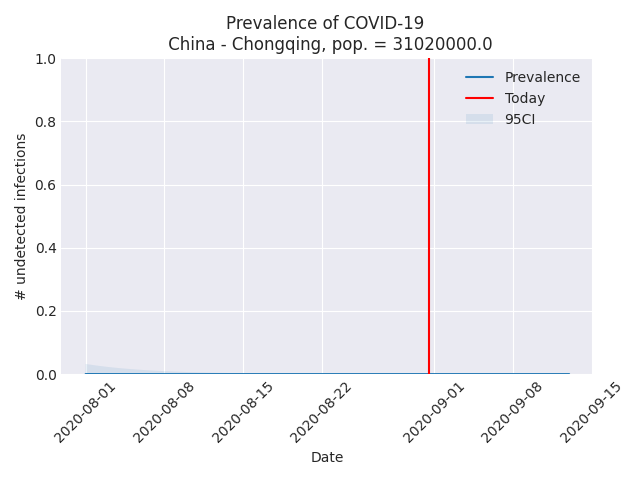 Prevalence of COVID-19
China - Chongqing, pop. = 31020000.0
# undetected infections
1.0
0.8
0.6
0.4
0.2
0.0
Prevalence
Today
95CI
2020-08-01
2020-08-08
2020-08-15
2020-08-22
2020-09-01
2020-09-08
2020-09-15
Date